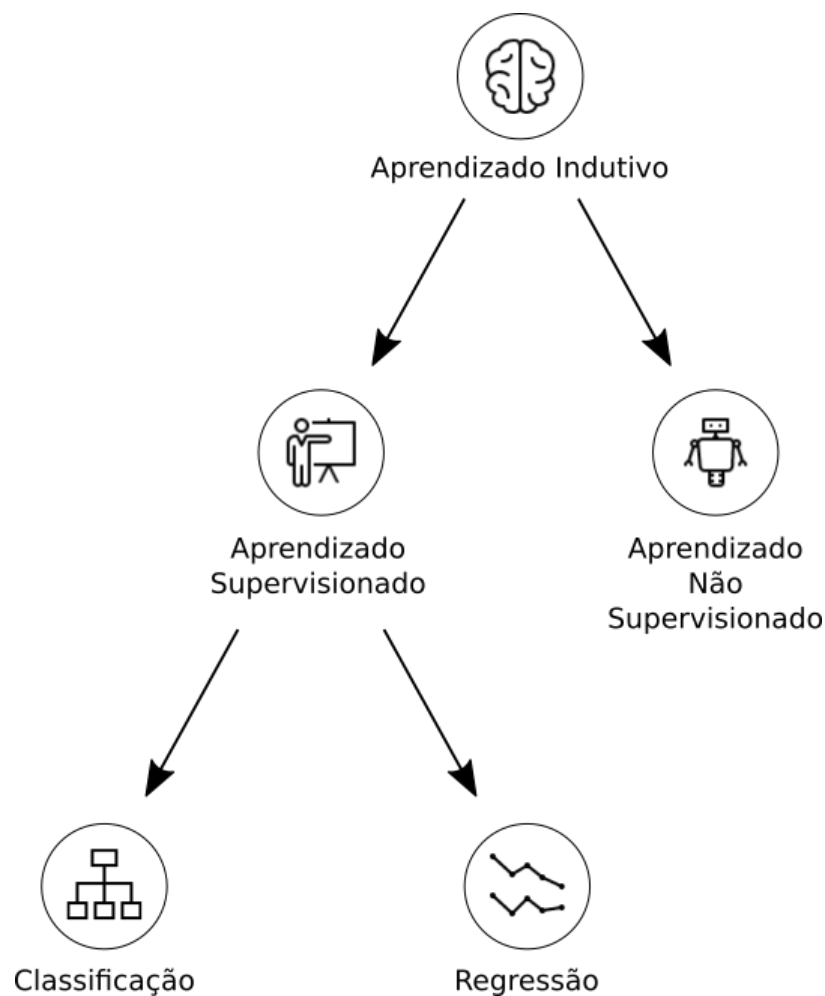 Aprendizado Indutivo
Aprendizado
Supervisionado
Aprendizado
Não
Supervisionado
Classificação
Regressão